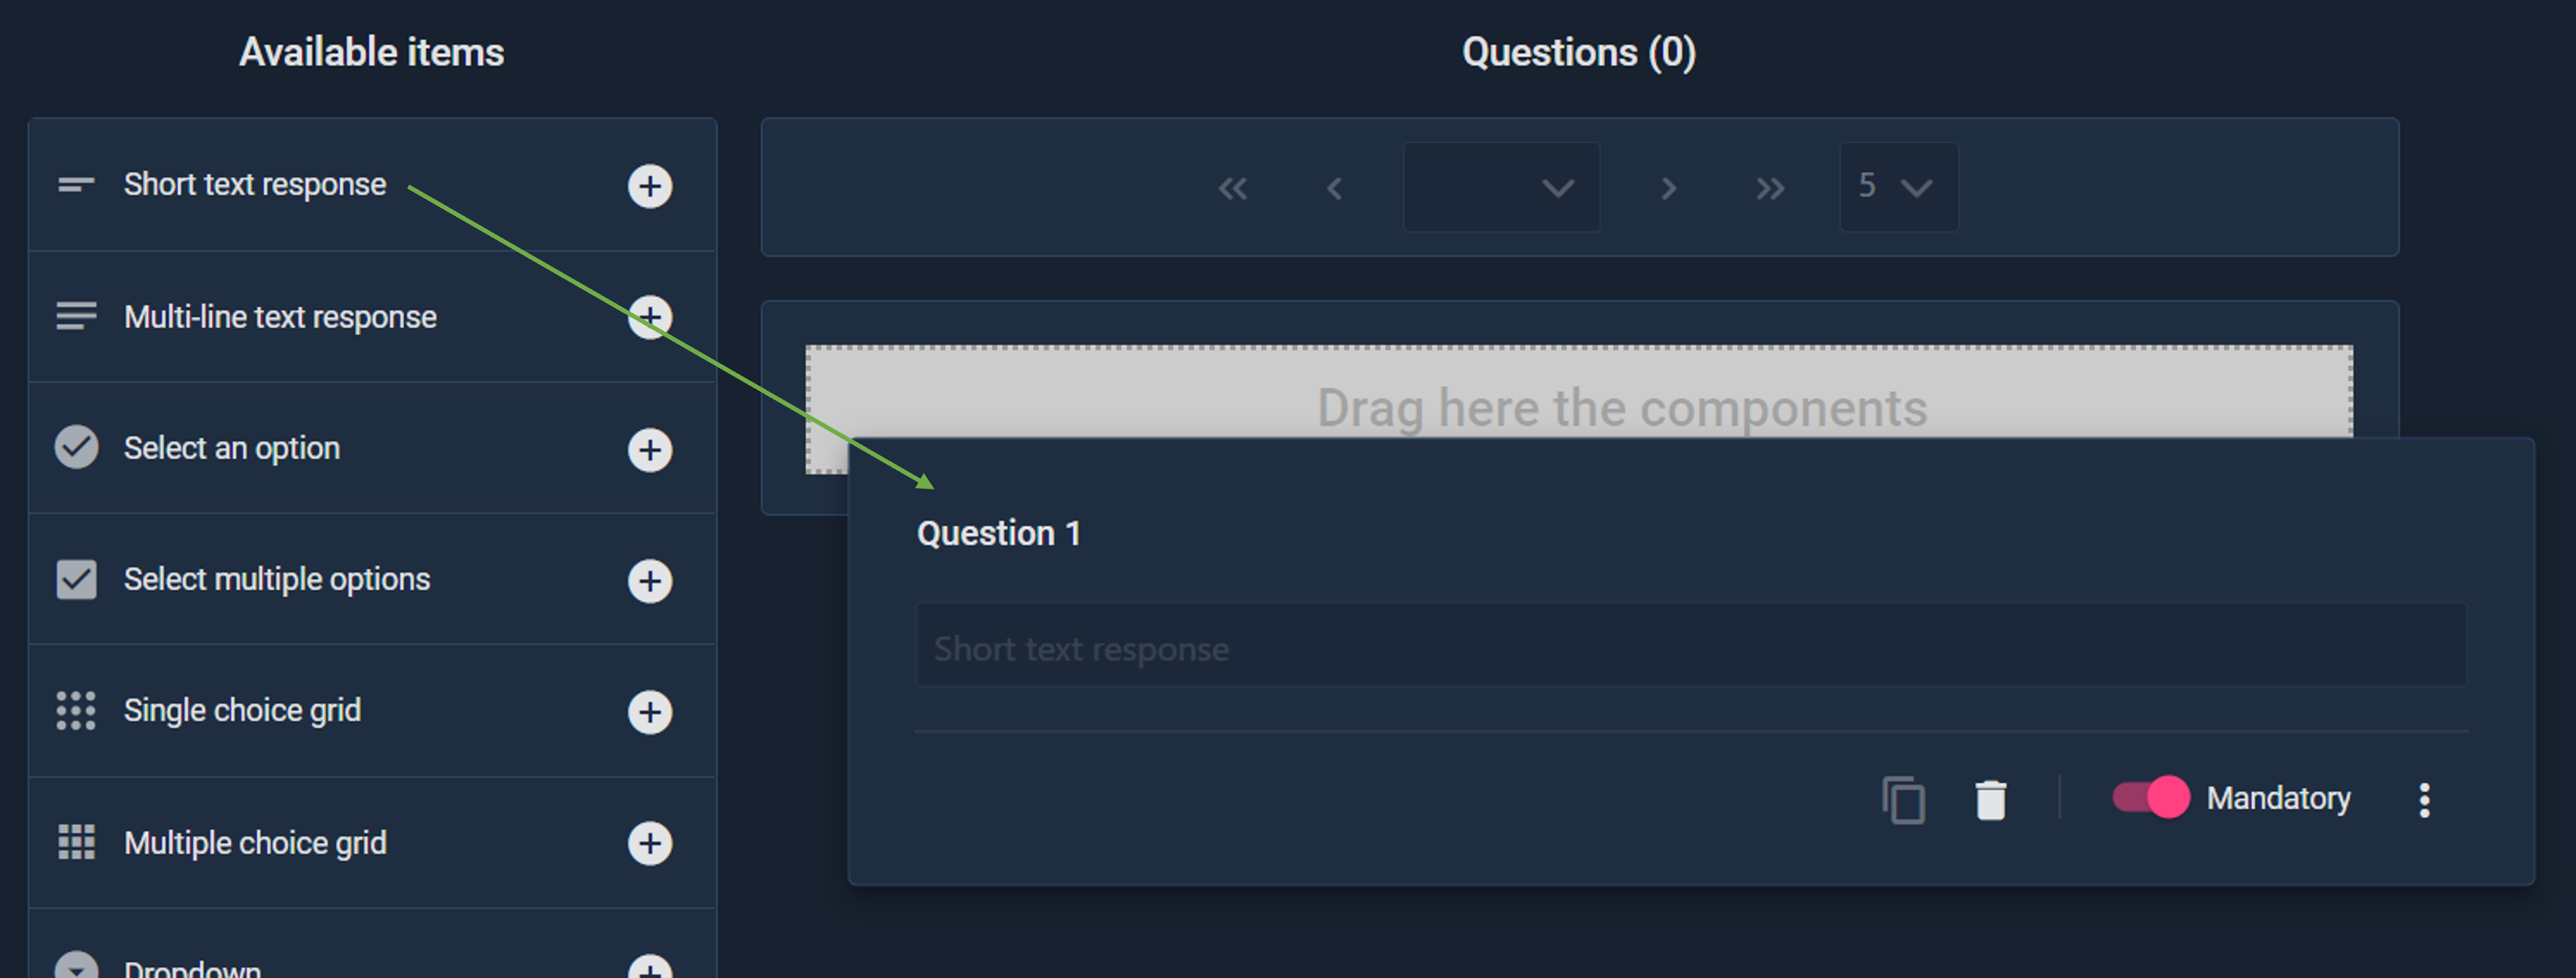 Available items
Short text response
Multi-line text response
Select an option
Select multiple options
Single choice grid
Multiple choice grid
Dropdown
Questions (0)
5
Drag here the components
Question 1
Short text response
Mandatory